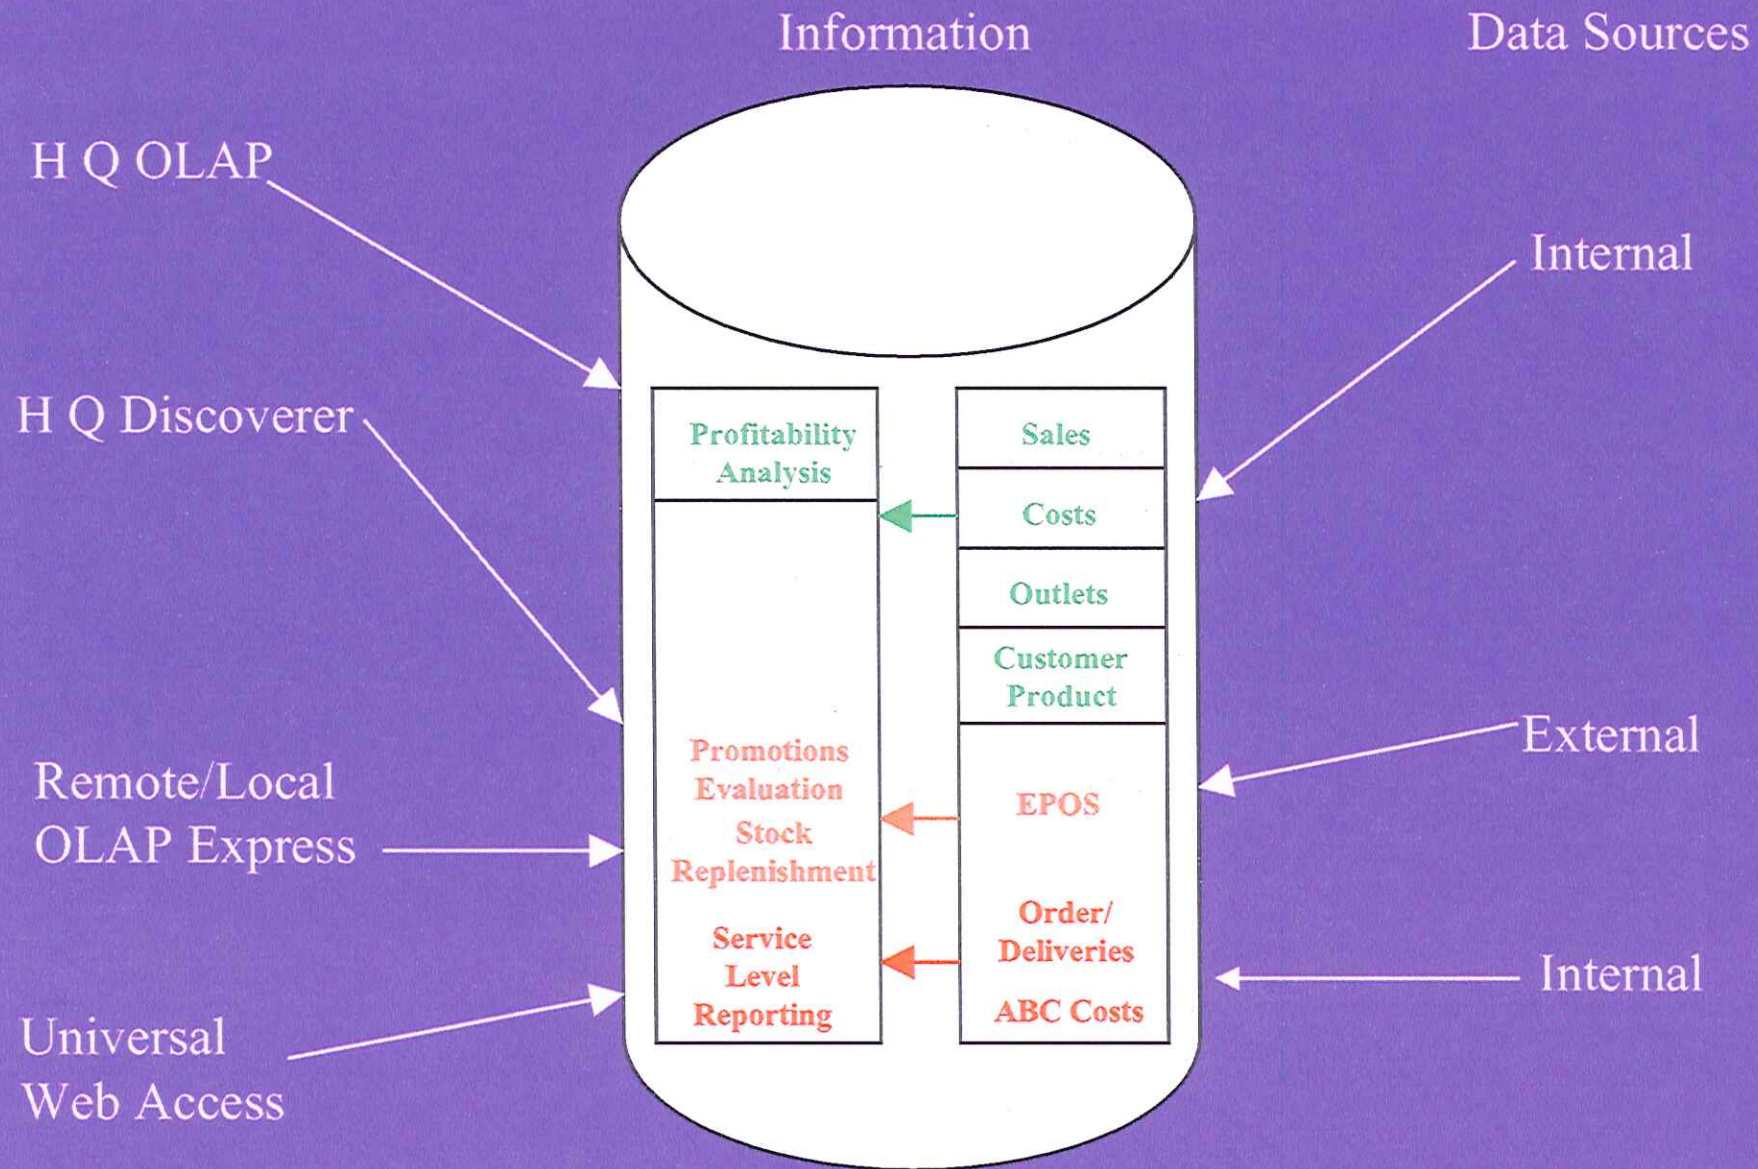 Information
Data Sources
H Q OLAP
H Q Discoverer
Remote/Local
OLAP Express
Universal
Web Access
Profitability
Analysis
Promotions
Evaluation
Stock
Replenishment
Service
Level
Reporting
Sales
Costs
Outlets
Customer
Product
EPOS
Order/
Deliveries
ABC Costs
Internal
External
Internal